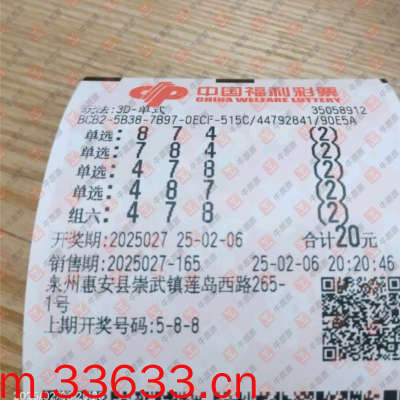 中国福利彩票
CHINA WELFARE LOTTERY
玩法:3D-单式 35058912
BCB2-5B38-7B97-0ECF-515C/44792841/90E5A
单选: 8 7 4 (2)
单选: 7 8 4 (2)
单选: 4 7 8 (2)
单选: 4 7 8 (2)
组六: 4 7 8 (2)
开奖期:2025027 25-02-06 合计20元
销售期:2025027-165 25-02-06 20:20:46
泉州惠安县崇武镇莲岛西路265-
1号
上期开奖号码:5-8-8
m.33633.cn